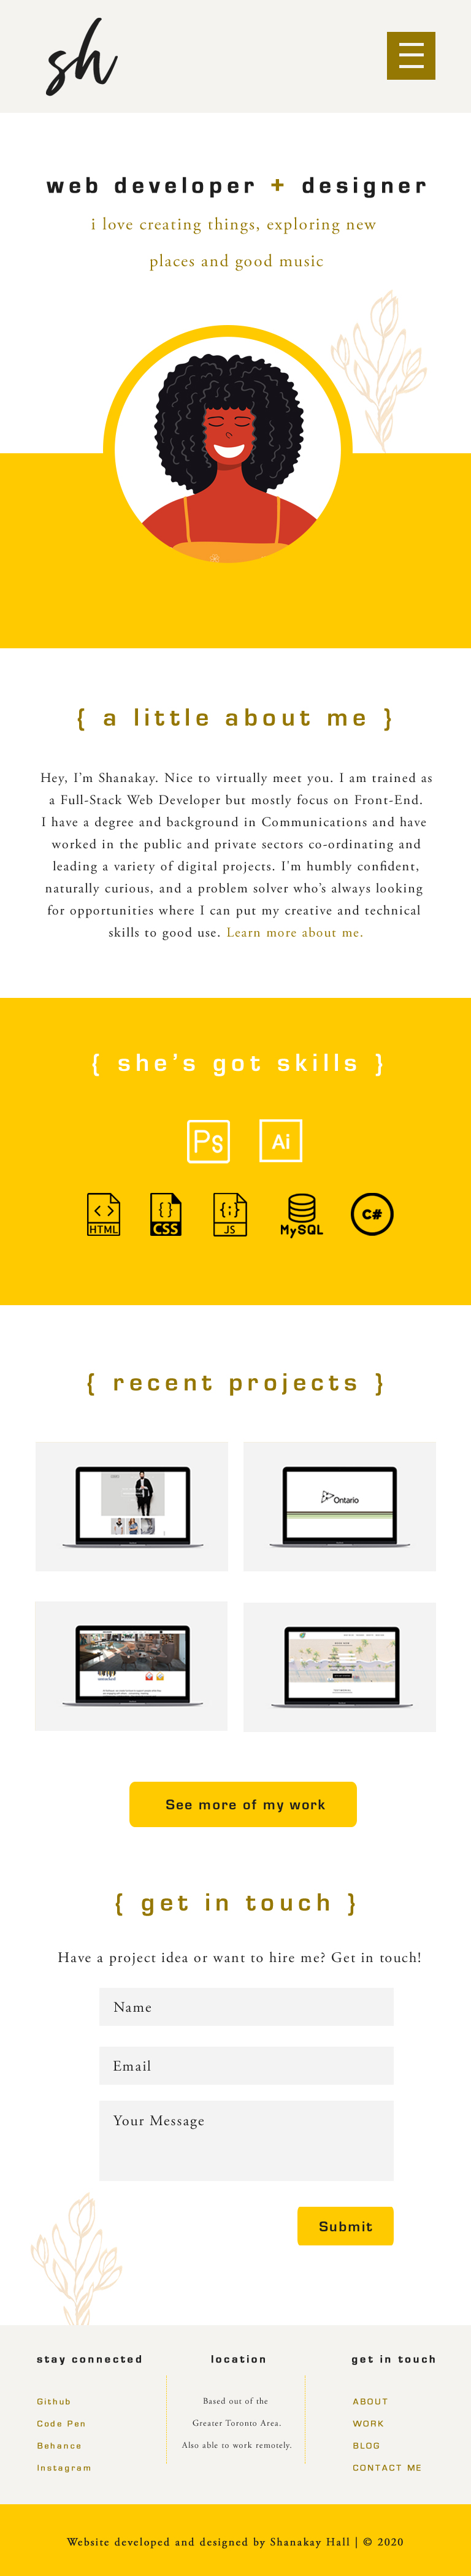 sh
web developer + designer
i love creating things, exploring new
places and good music
{ a little about me }
Hey, I’m Shanakay. Nice to virtually meet you. I am trained as
a Full-Stack Web Developer but mostly focus on Front-End.
I have a degree and background in Communications and have
worked in the public and private sectors co-ordinating and
leading a variety of digital projects. I'm humbly confident,
naturally curious, and a problem solver who’s always looking
for opportunities where I can put my creative and technical
skills to good use. Learn more about me.
{ she’s got skills }
Ps Ai
<> HTML {} CSS {;} JS MySQL C#
{ recent projects }
Ontario
See more of my work
{ get in touch }
Have a project idea or want to hire me? Get in touch!
Name
Email
Your Message
Submit
stay connected
Github
Code Pen
Behance
Instagram
location
Based out of the
Greater Toronto Area.
Also able to work remotely.
get in touch
ABOUT
WORK
BLOG
CONTACT ME
Website developed and designed by Shanakay Hall | © 2020